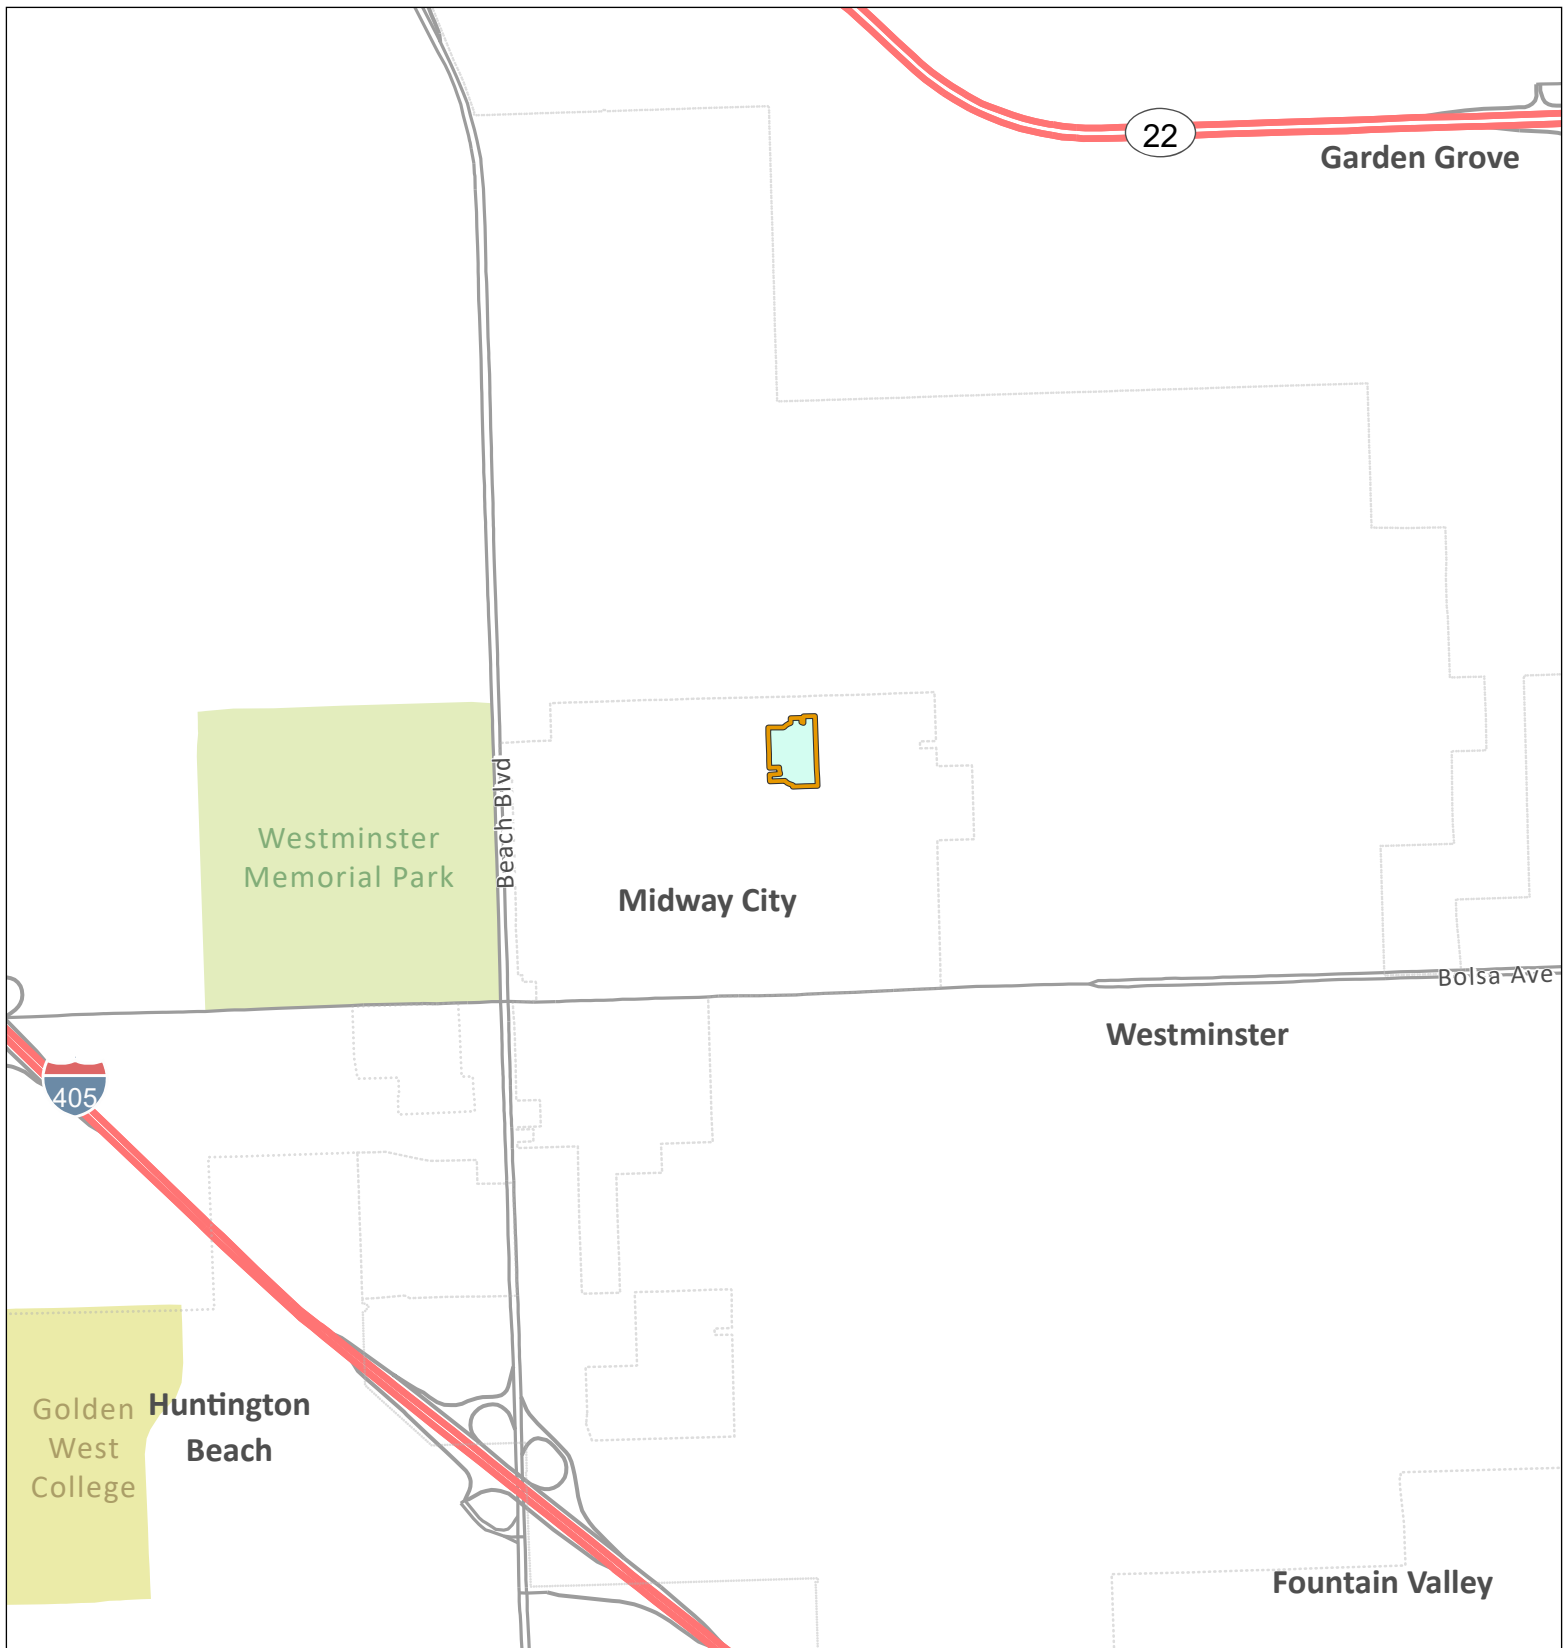 22
Garden Grove
Beach Blvd
Westminster
Memorial Park
Midway City
Bolsa Ave
Westminster
405
Golden
West
College
Huntington
Beach
Fountain Valley